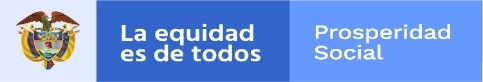 La equidad
es de todos
Prosperidad
Social